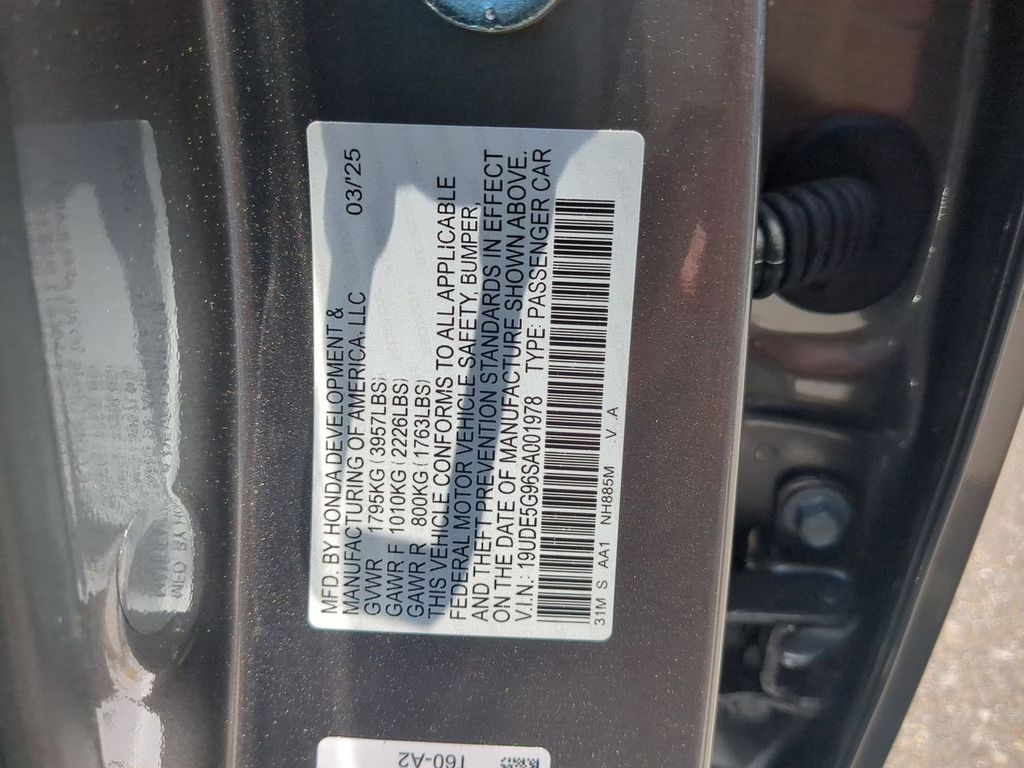 MFD. BY HONDA DEVELOPMENT &
MANUFACTURING OF AMERICA, LLC 03/'25
GVWR 1795KG (3957LBS)
GAWR F 1010KG (2226LBS)
GAWR R 800KG (1763LBS)
THIS VEHICLE CONFORMS TO ALL APPLICABLE
FEDERAL MOTOR VEHICLE SAFETY, BUMPER,
AND THEFT PREVENTION STANDARDS IN EFFECT
ON THE DATE OF MANUFACTURE SHOWN ABOVE.
V.I.N.: 19UDE5G96SA001978 TYPE: PASSENGER CAR
31M S AA1 NH885M V A
T60-A2